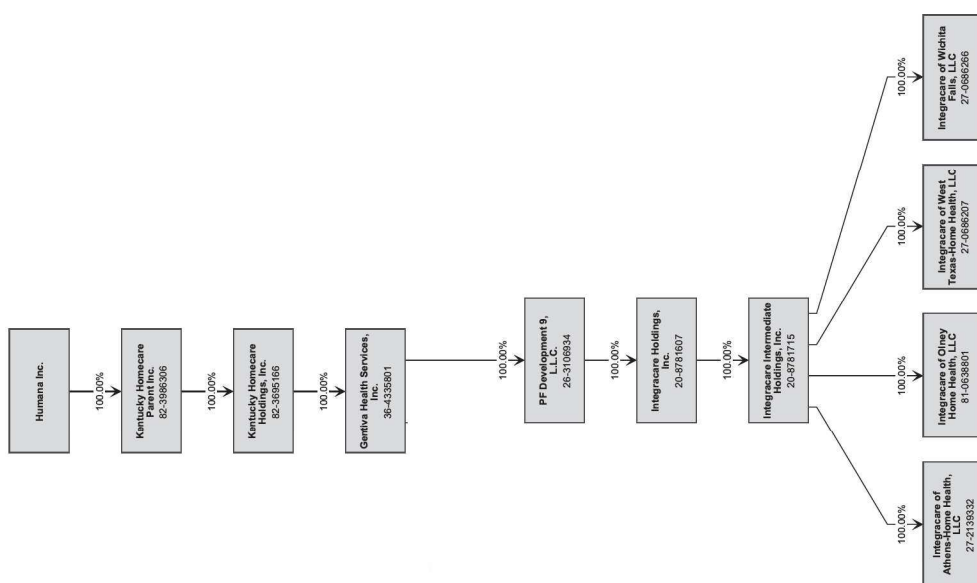 Humana Inc.
100.00%
Kentucky Homecare
Parent Inc.
82-3986306
100.00%
Kentucky Homecare
Holdings, Inc.
82-3695166
100.00%
Gentiva Health Services,
Inc.
36-4335801
100.00%
PF Development 9,
L.L.C.
26-3106934
100.00%
Integracare Holdings,
Inc.
20-8781607
100.00%
Integracare Intermediate
Holdings, Inc.
20-8781715
100.00%
Integracare of
Athens-Home Health,
LLC
27-2139332
100.00%
Integracare of Olney
Home Health, LLC
81-0638801
100.00%
Integracare of West
Texas-Home Health, LLC
27-0686207
100.00%
Integracare of Wichita
Falls, LLC
27-0686266